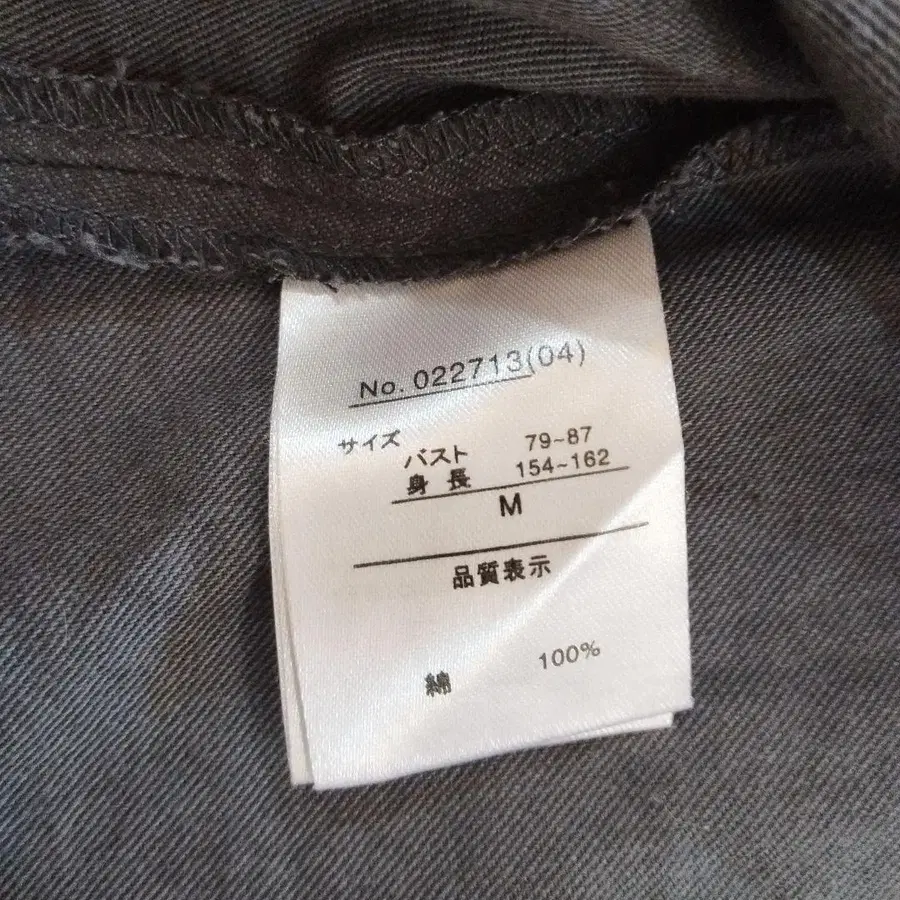 No. 022713(04)
サイズ
バスト 79~87
身長 154~162
M
品質表示
綿 100%